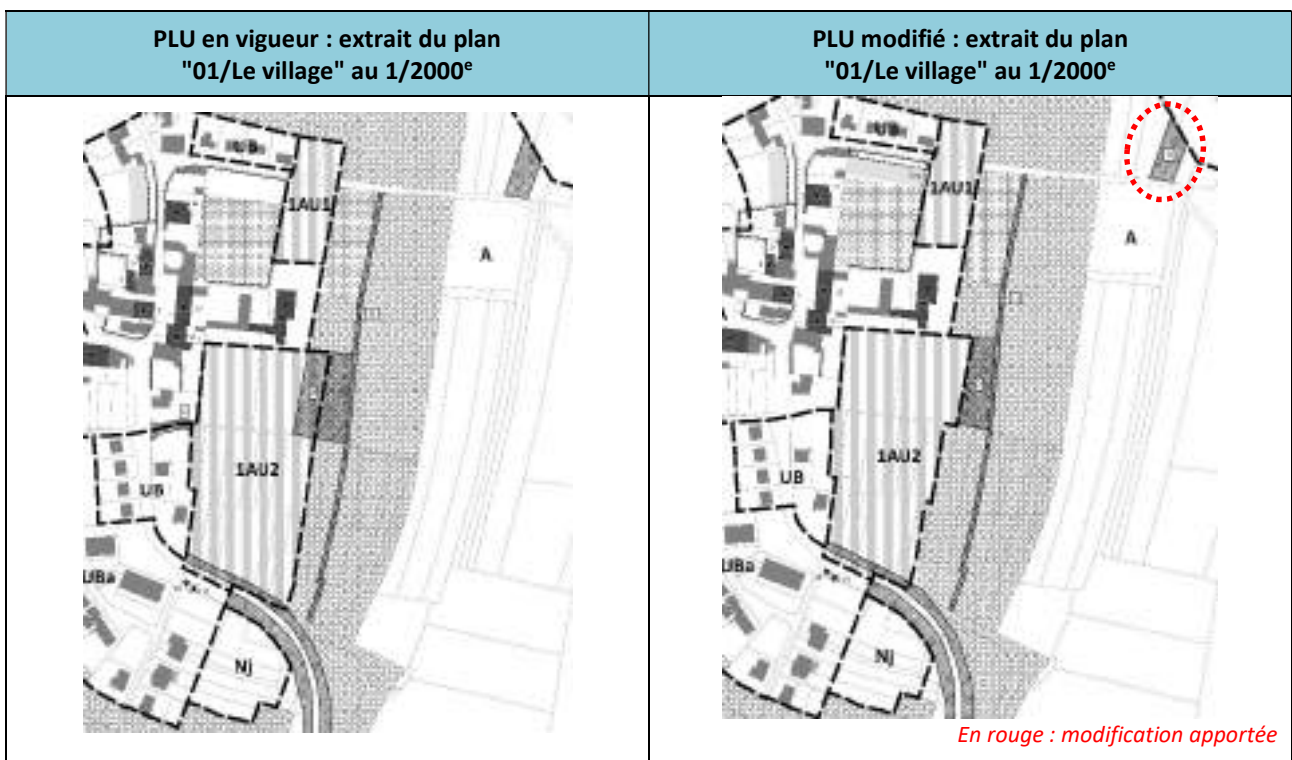 PLU en vigueur : extrait du plan
"01/Le village" au 1/2000e
PLU modifié : extrait du plan
"01/Le village" au 1/2000e
UB
1AU1
A
1AU2
UB
UBa
Nj
UB
1AU1
A
1AU2
UB
UBa
Nj
En rouge : modification apportée